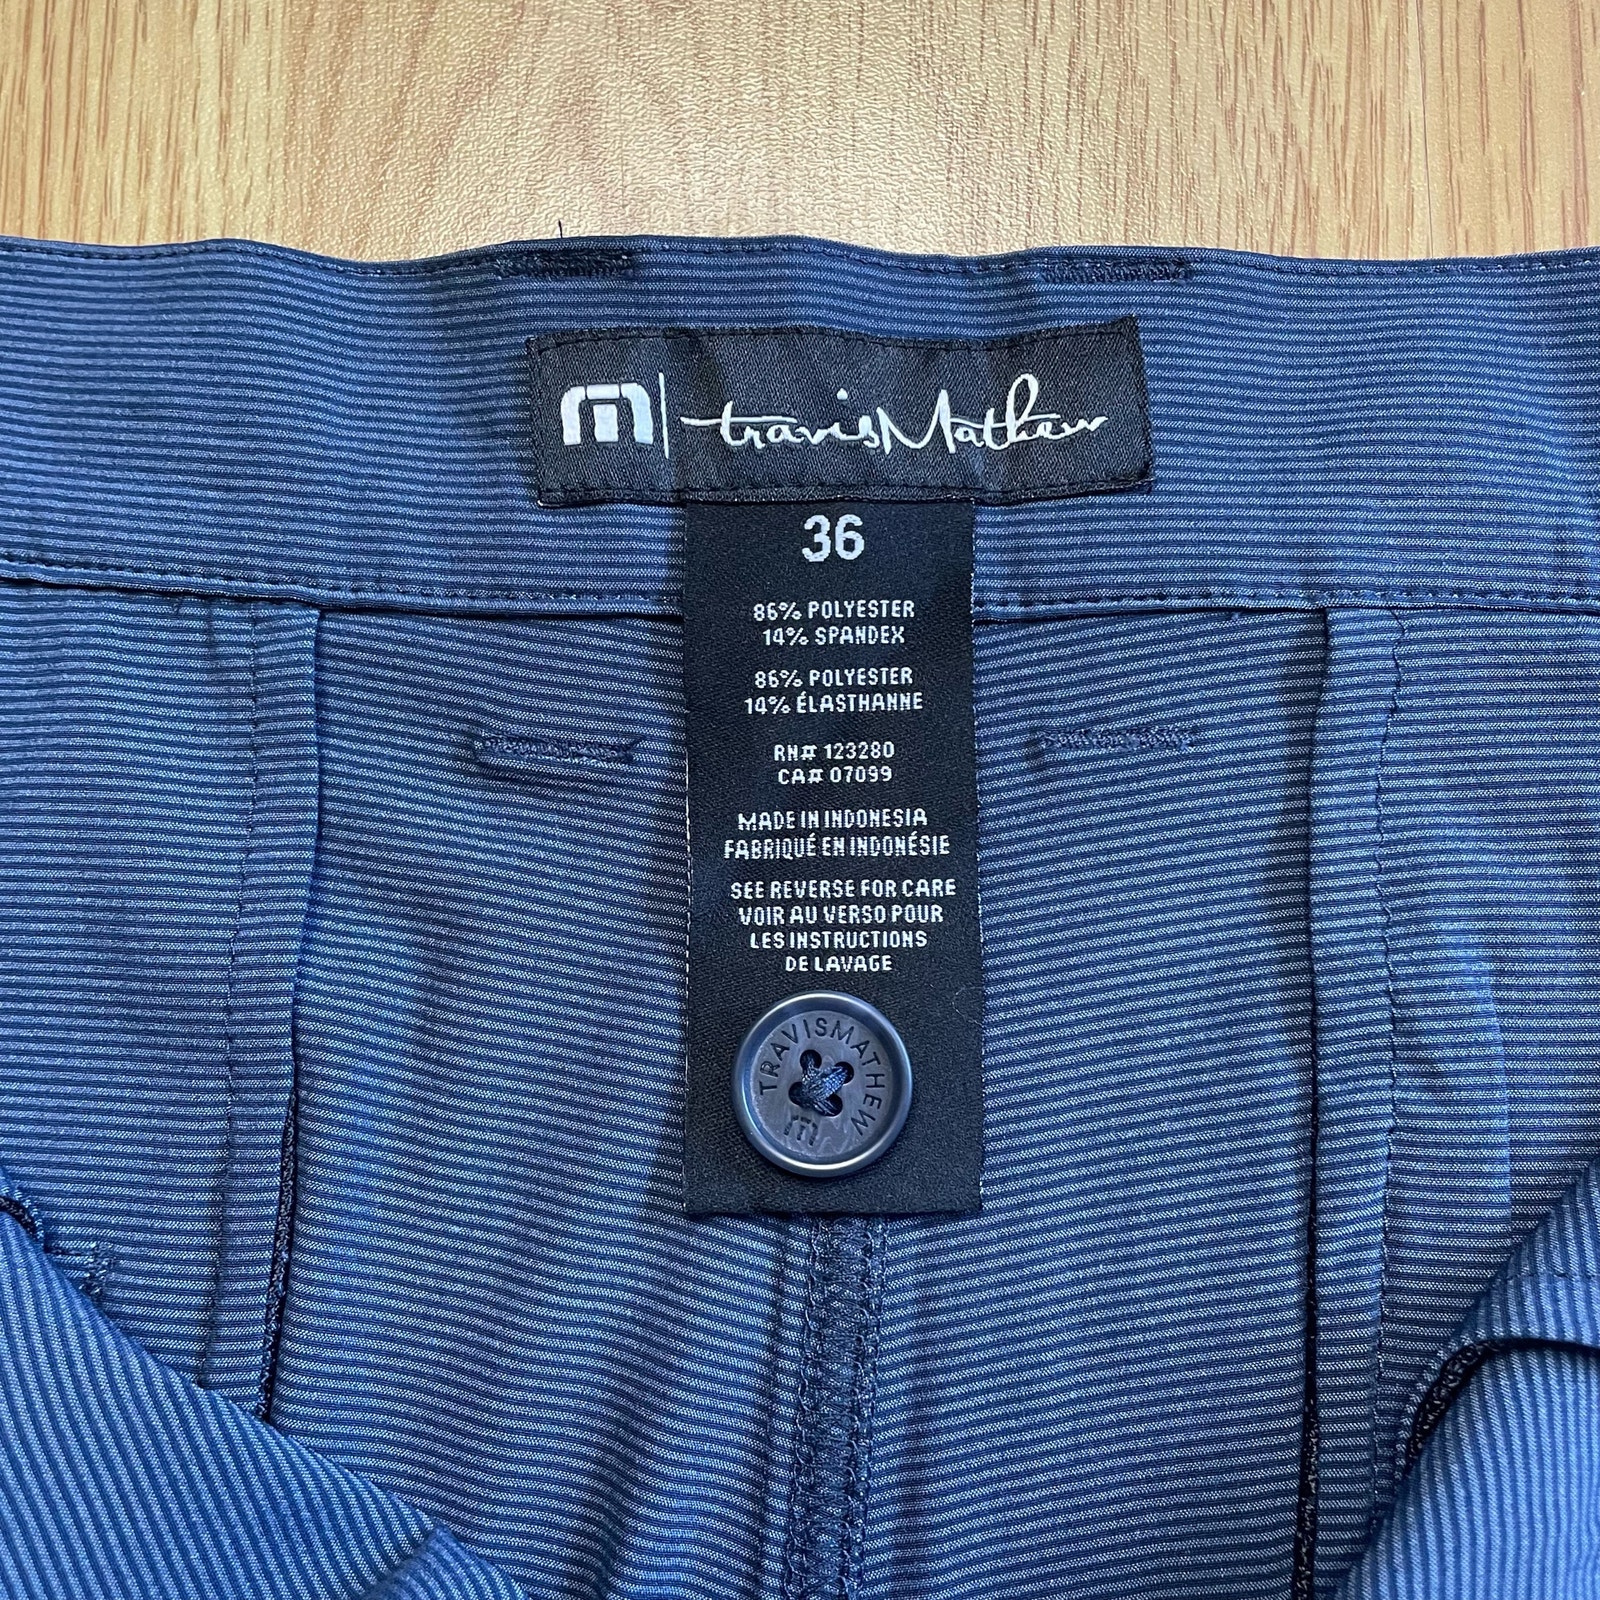 travisMathew
36
86% POLYESTER
14% SPANDEX
86% POLYESTER
14% ÉLASTHANNE
RN# 123280
CA# 07099
MADE IN INDONESIA
FABRIQUÉ EN INDONÉSIE
SEE REVERSE FOR CARE
VOIR AU VERSO POUR
LES INSTRUCTIONS
DE LAVAGE
TRAVISMATHEW